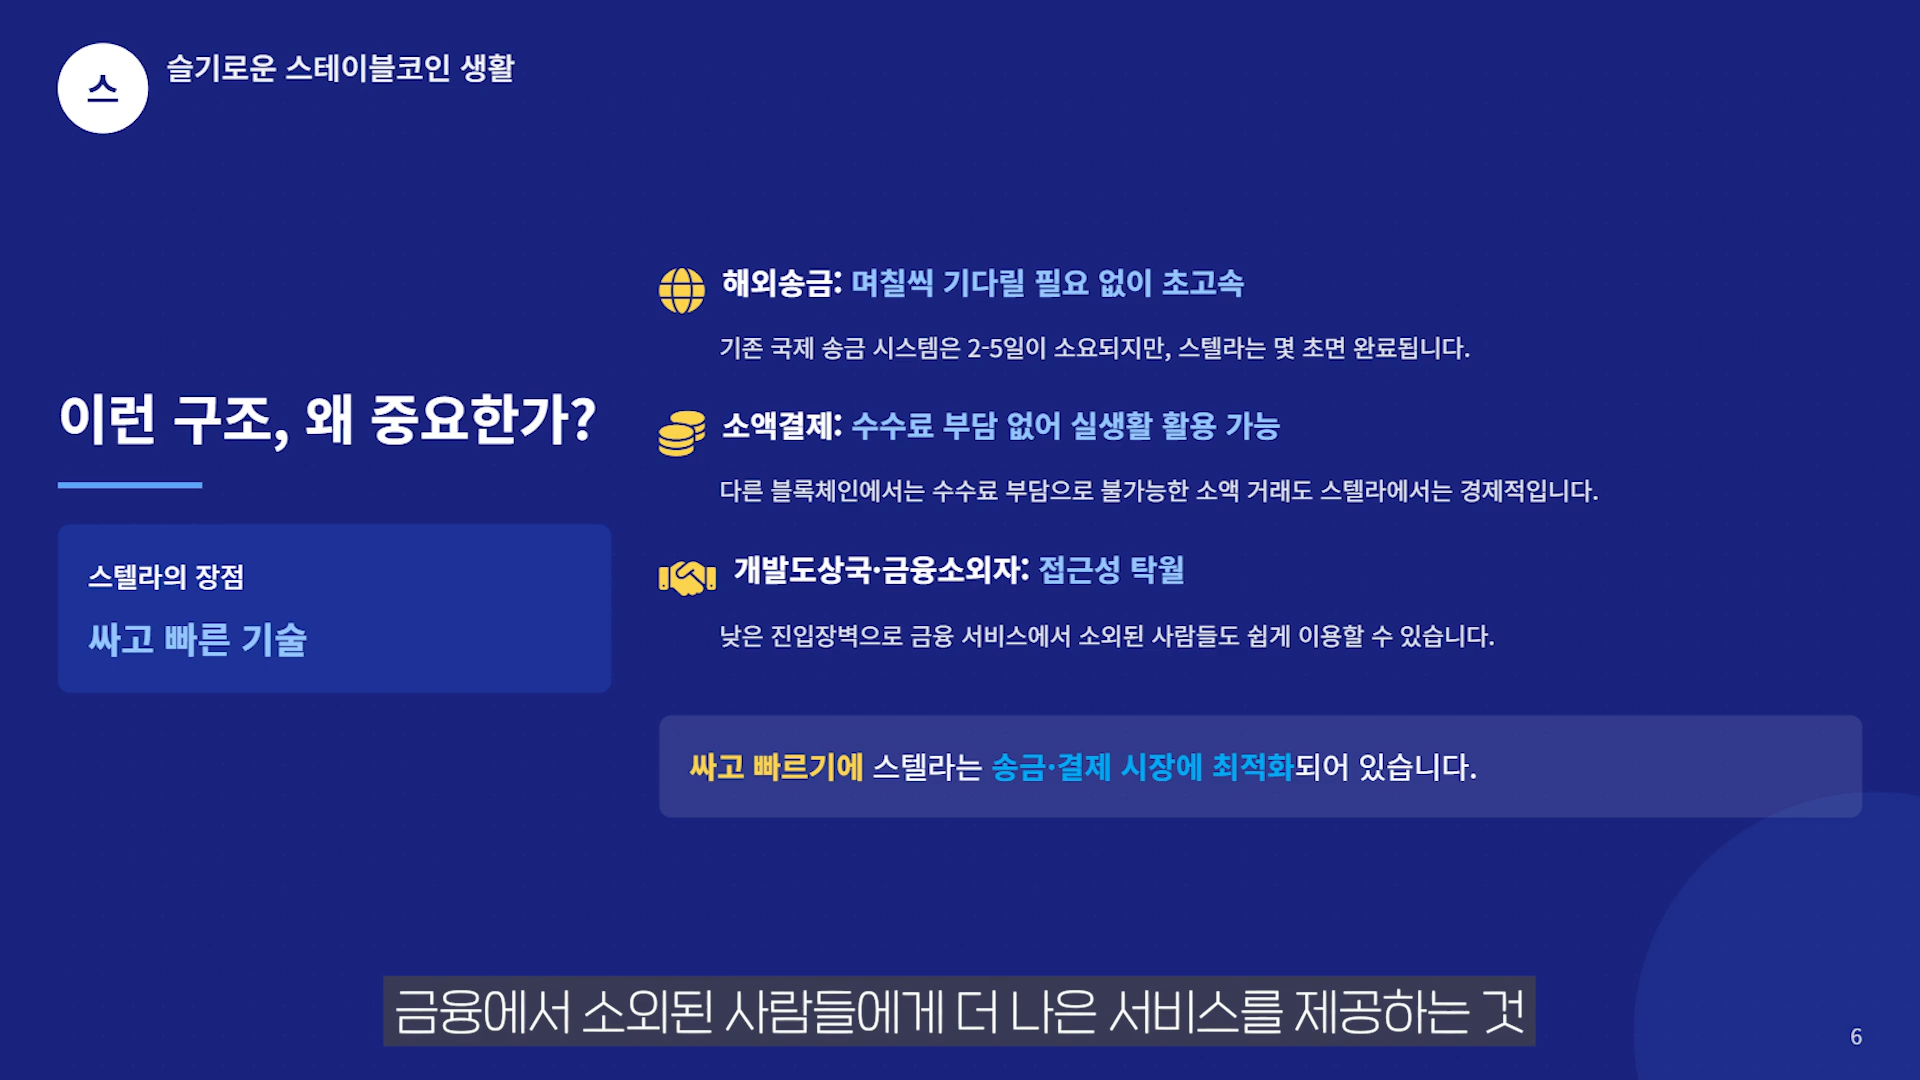 스
슬기로운 스테이블코인 생활
이런 구조, 왜 중요한가?
스텔라의 장점
싸고 빠른 기술
해외송금: 며칠씩 기다릴 필요 없이 초고속
기존 국제 송금 시스템은 2-5일이 소요되지만, 스텔라는 몇 초면 완료됩니다.
소액결제: 수수료 부담 없어 실생활 활용 가능
다른 블록체인에서는 수수료 부담으로 불가능한 소액 거래도 스텔라에서는 경제적입니다.
개발도상국·금융소외자: 접근성 탁월
낮은 진입장벽으로 금융 서비스에서 소외된 사람들도 쉽게 이용할 수 있습니다.
싸고 빠르기에 스텔라는 송금·결제 시장에 최적화되어 있습니다.
금융에서 소외된 사람들에게 더 나은 서비스를 제공하는 것
6